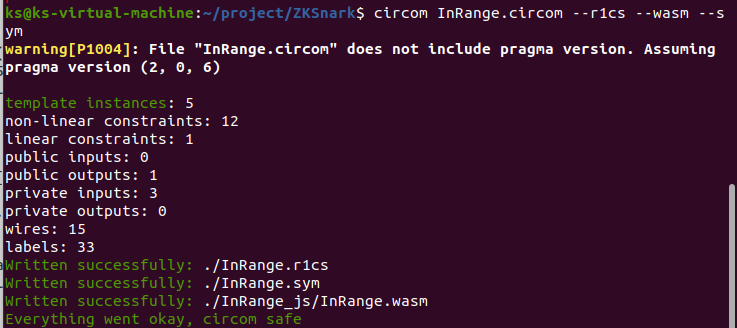 ks@ks-virtual-machine:~/project/ZKSnark$ circom InRange.circom --r1cs --wasm --s
ym
warning[P1004]: File "InRange.circom" does not include pragma version. Assuming
pragma version (2, 0, 6)
template instances: 5
non-linear constraints: 12
linear constraints: 1
public inputs: 0
public outputs: 1
private inputs: 3
private outputs: 0
wires: 15
labels: 33
Written successfully: ./InRange.r1cs
Written successfully: ./InRange.sym
Written successfully: ./InRange_js/InRange.wasm
Everything went okay, circom safe